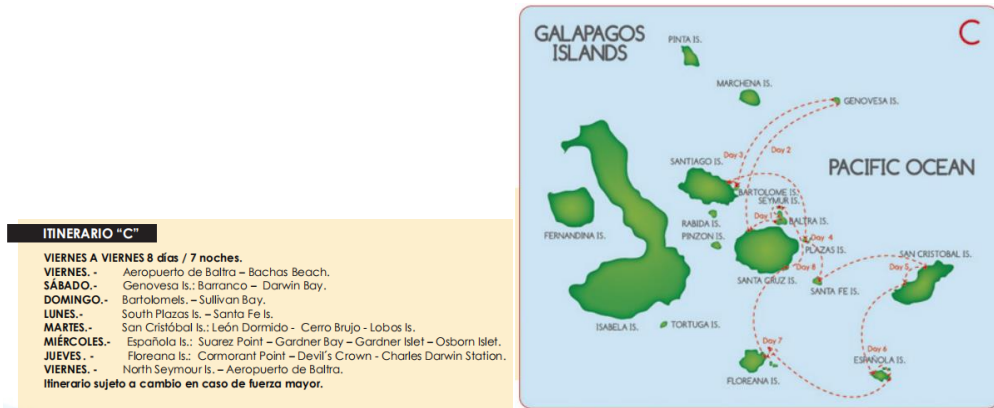 ITINERARIO “C”
VIERNES A VIERNES 8 días / 7 noches.
VIERNES. - Aeropuerto de Baltra – Bachas Beach.
SÁBADO.- Genovesa Is.: Barranco – Darwin Bay.
DOMINGO.- BartolomeIs. – Sullivan Bay.
LUNES.- South Plazas Is. – Santa Fe Is.
MARTES.- San Cristóbal Is.: León Dormido - Cerro Brujo - Lobos Is.
MIÉRCOLES.- Española Is.: Suarez Point – Gardner Bay – Gardner Islet – Osborn Islet.
JUEVES . - Floreana Is.: Cormorant Point – Devil´s Crown - Charles Darwin Station.
VIERNES. - North Seymour Is. – Aeropuerto de Baltra.
Itinerario sujeto a cambio en caso de fuerza mayor.
GALAPAGOS
ISLANDS
C
PINTA IS.
MARCHENA IS.
GENOVESA IS.
Day 3
Day 2
SANTIAGO IS.
PACIFIC OCEAN
BARTOLOME IS.
SEYMUR IS.
RABIDA IS.
Day 1
BALTRA IS.
FERNANDINA IS.
PINZON IS.
Day 4
PLAZAS IS.
SAN CRISTOBAL IS.
Day 8
Day 5
SANTA CRUZ IS.
SANTA FE IS.
ISABELA IS.
TORTUGA IS.
Day 7
Day 6
ESPAÑOLA IS.
FLOREANA IS.